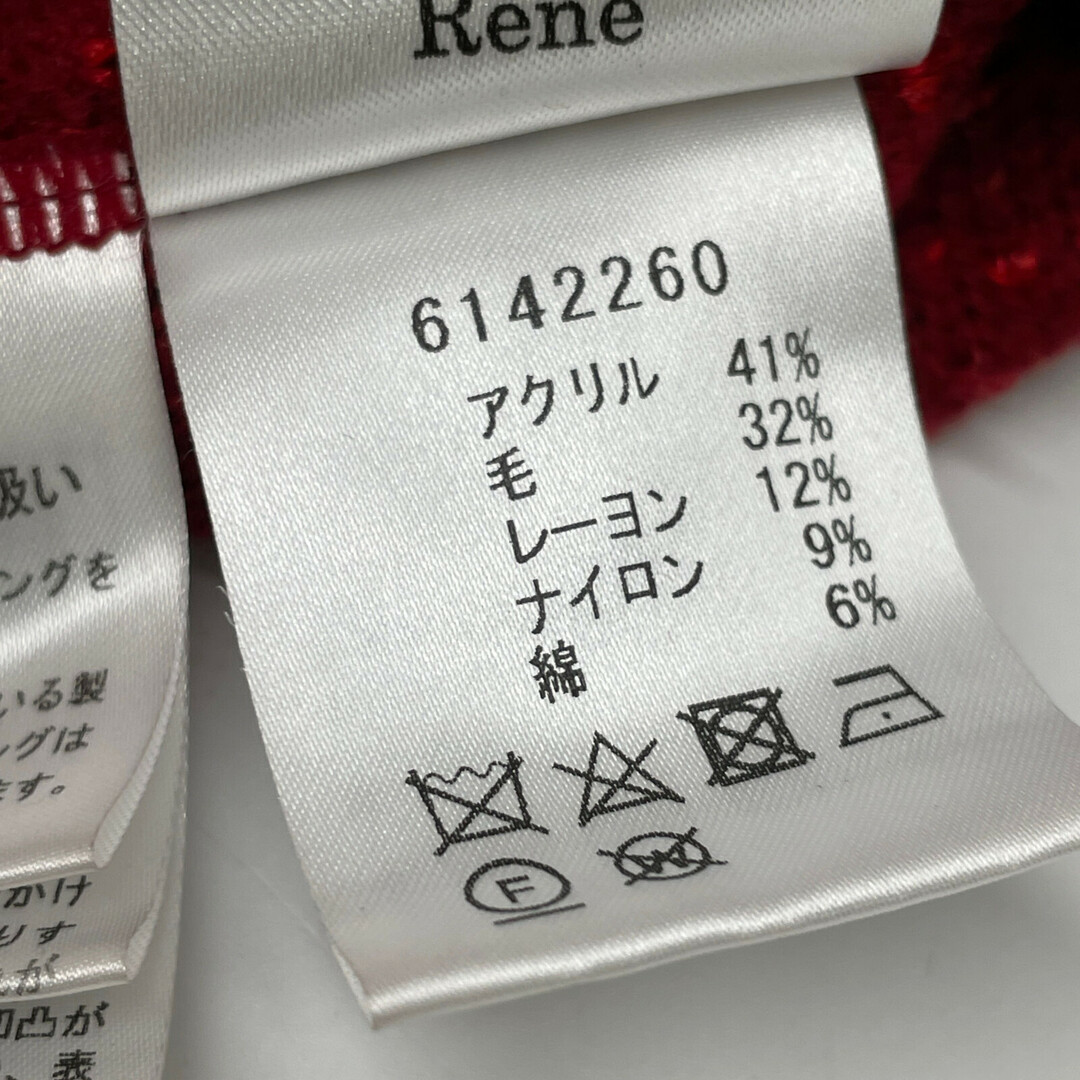 René
6142260
アクリル 41%
毛 32%
レーヨン 12%
ナイロン 9%
綿 6%
F
W
扱い
ングを
いる製
ングは
ます。
かけ
りす
が
凹凸が
、表